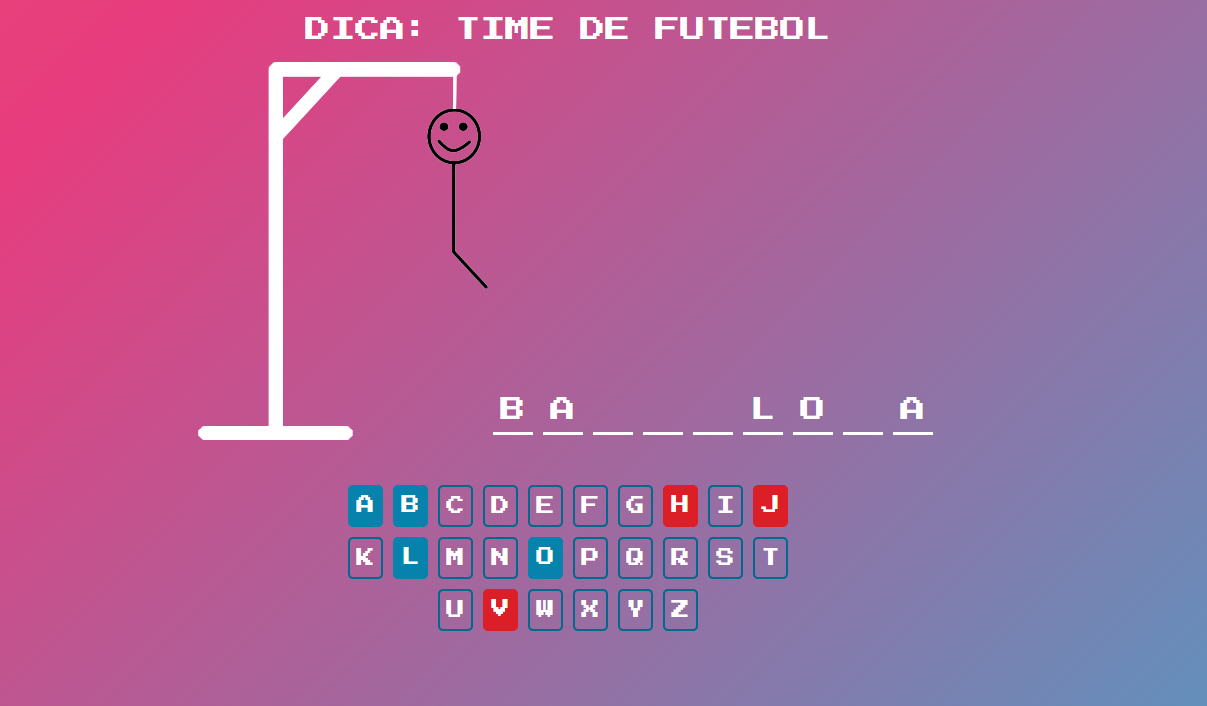 DICA: TIME DE FUTEBOL
B A _ _ _ L O _ A
A B C D E F G H I J
K L M N O P Q R S T
U V W X Y Z